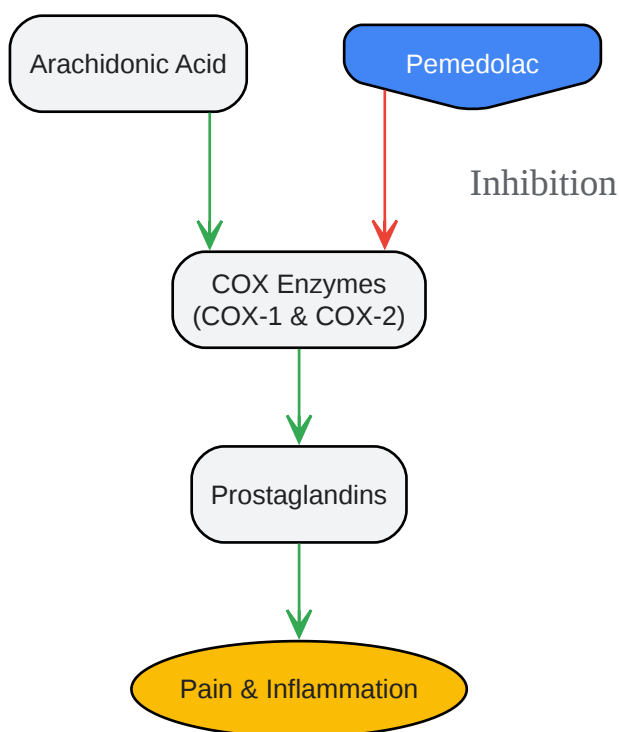 Arachidonic Acid
Pemedolac
Inhibition
COX Enzymes
(COX-1 & COX-2)
Prostaglandins
Pain & Inflammation